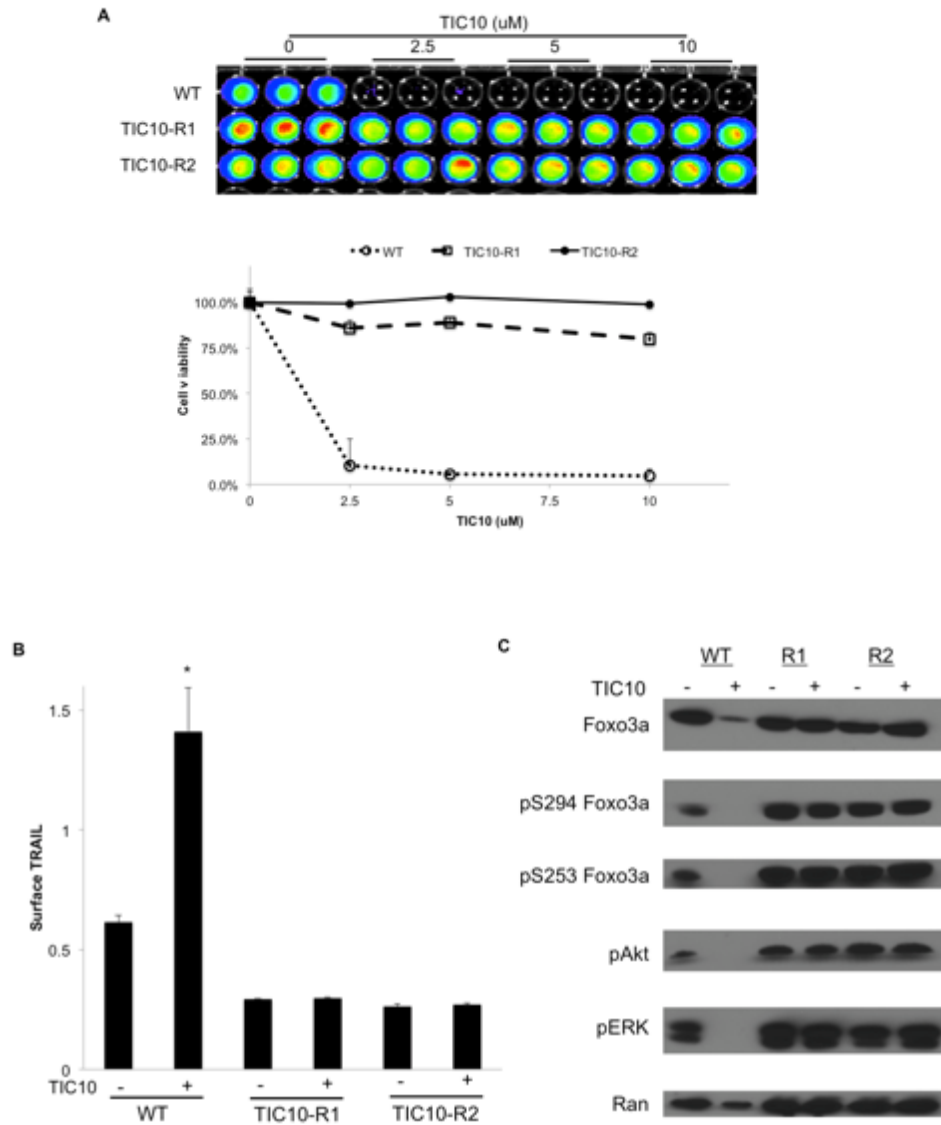 A
TIC10 (uM)
0 2.5 5 10
WT
TIC10-R1
TIC10-R2
WT TIC10-R1 TIC10-R2
100.0%
75.0%
50.0%
25.0%
0.0%
Cell v iability
0 2.5 5 7.5 10
TIC10 (uM)
B
*
1.5
1
0.5
0
Surface TRAIL
TIC10 - + - + - +
WT TIC10-R1 TIC10-R2
C
WT R1 R2
TIC10 - + - + - +
Foxo3a
pS294 Foxo3a
pS253 Foxo3a
pAkt
pERK
Ran